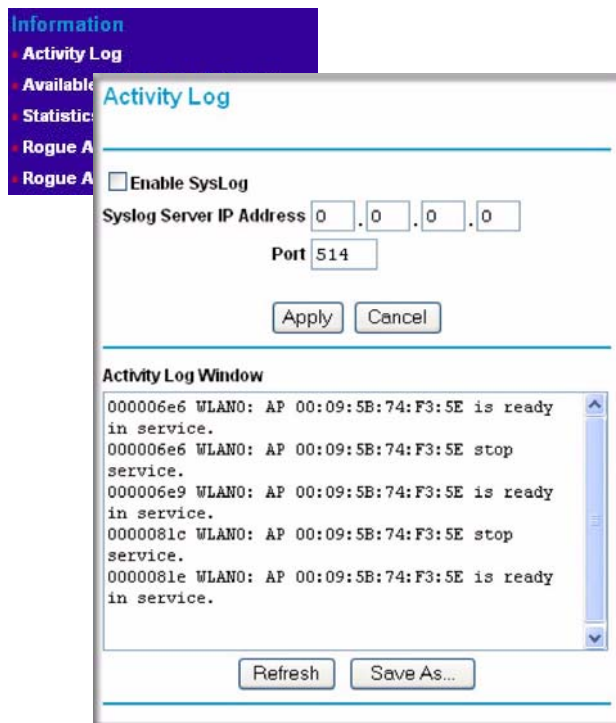 Information
Activity Log
Available
Statistic
Rogue A
Rogue A
Activity Log
Enable SysLog
Syslog Server IP Address 0 . 0 . 0 . 0
Port 514
Apply Cancel
Activity Log Window
000006e6 WLAN0: AP 00:09:5B:74:F3:5E is ready
in service.
000006e6 WLAN0: AP 00:09:5B:74:F3:5E stop
service.
000006e9 WLAN0: AP 00:09:5B:74:F3:5E is ready
in service.
0000081c WLAN0: AP 00:09:5B:74:F3:5E stop
service.
0000081e WLAN0: AP 00:09:5B:74:F3:5E is ready
in service.
Refresh Save As...